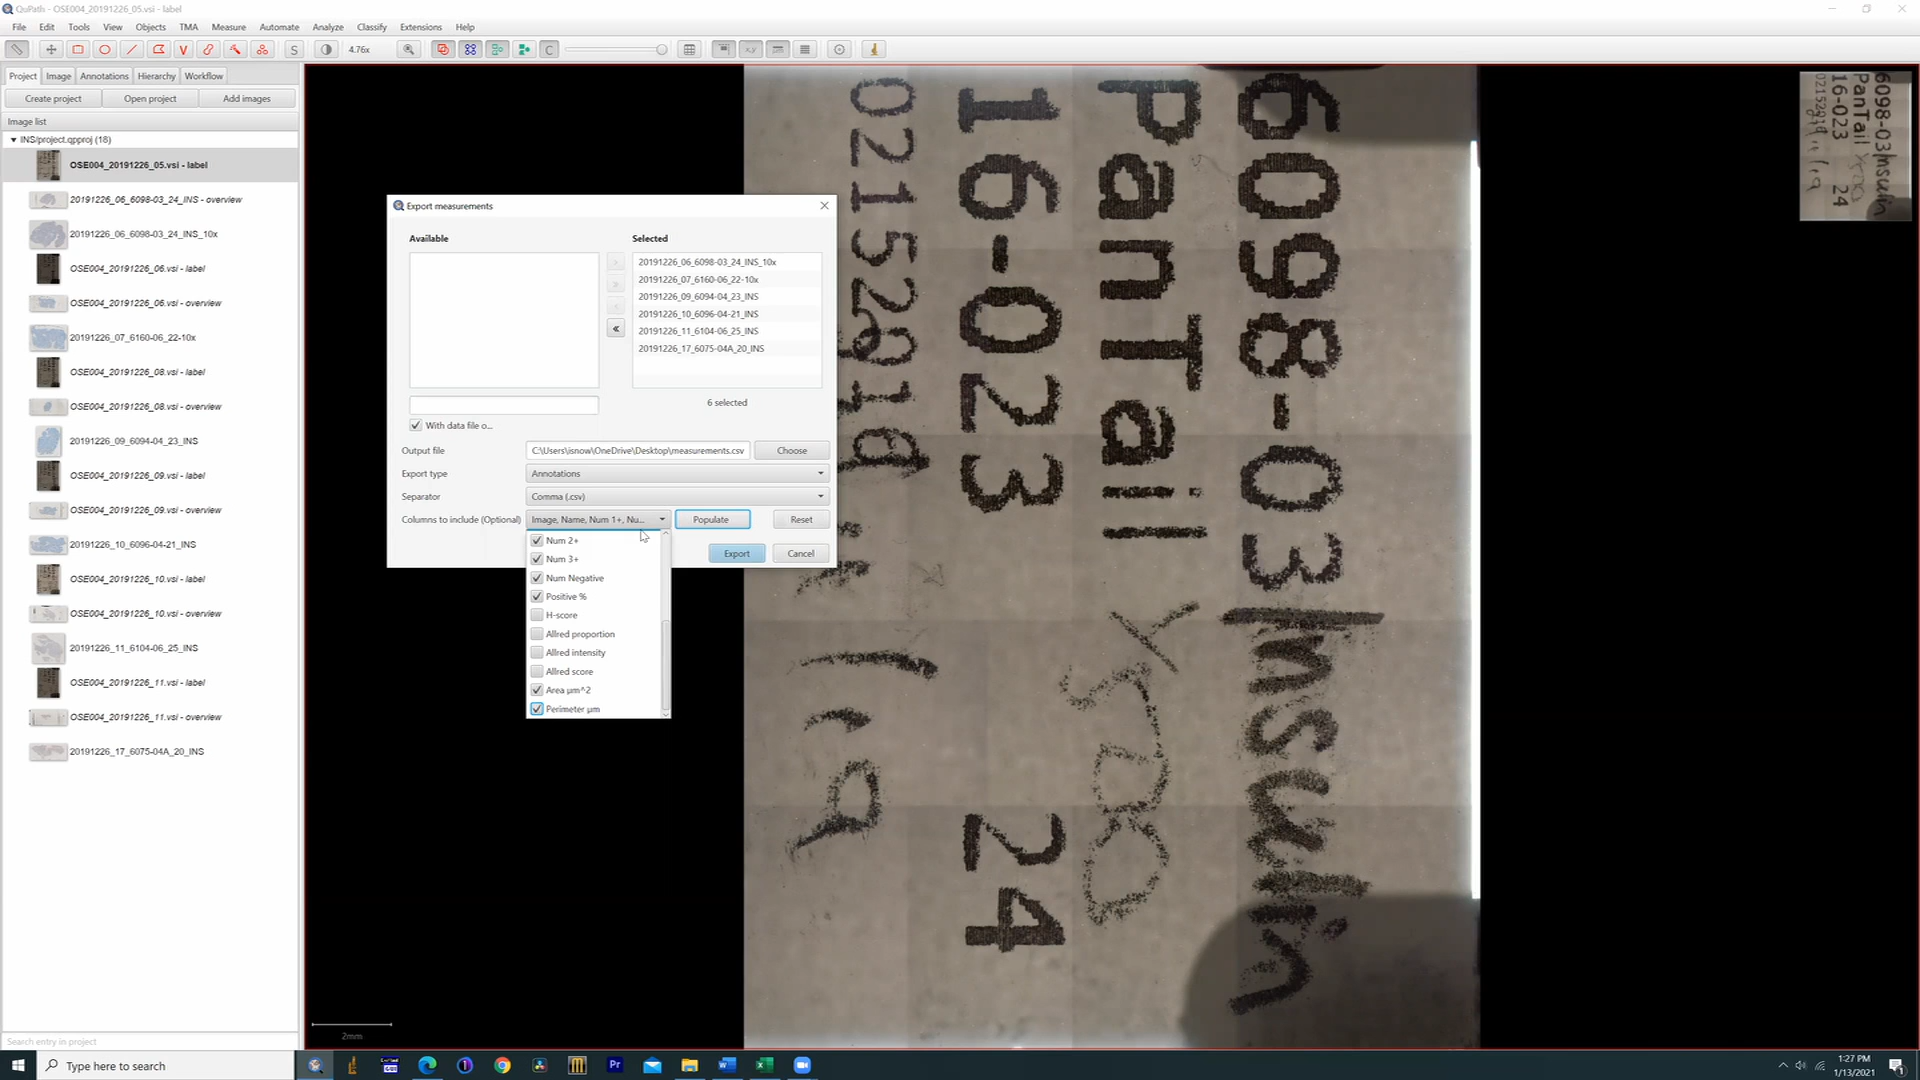 QuPath - OSE004_20191226_05.vsi - label
File Edit Tools View Objects TMA Measure Automate Analyze Classify Extensions Help
S 4.76x C
Project Image Annotations Hierarchy Workflow
Create project Open project Add images
Image list
INS/project.qpproj (18)
OSE004_20191226_05.vsi - label
20191226_06_6098-03_24_INS - overview
20191226_06_6098-03_24_INS_10x
OSE004_20191226_06.vsi - label
OSE004_20191226_06.vsi - overview
20191226_07_6160-06_22-10x
OSE004_20191226_08.vsi - label
OSE004_20191226_08.vsi - overview
20191226_09_6094-04_23_INS
OSE004_20191226_09.vsi - label
OSE004_20191226_09.vsi - overview
20191226_10_6096-04-21_INS
OSE004_20191226_10.vsi - label
OSE004_20191226_10.vsi - overview
20191226_11_6104-06_25_INS
OSE004_20191226_11.vsi - label
OSE004_20191226_11.vsi - overview
20191226_17_6075-04A_20_INS
Search entry in project
Export measurements
Available
Selected
20191226_06_6098-03_24_INS_10x
20191226_07_6160-06_22-10x
20191226_09_6094-04_23_INS
20191226_10_6096-04-21_INS
20191226_11_6104-06_25_INS
20191226_17_6075-04A_20_INS
6 selected
With data file o...
Output file C:\Users\isnow\OneDrive\Desktop\measurements.csv Choose
Export type Annotations
Separator Comma (.csv)
Columns to include (Optional) Image, Name, Num 1+, Nu... Populate Reset
Export Cancel
Num 2+
Num 3+
Num Negative
Positive %
H-score
Allred proportion
Allred intensity
Allred score
Area µm^2
Perimeter µm
6098-03 Insulin
PanTail
16-023 24
02152016
6098-03 Insulin
PanTail
16-023 24
2mm
Type here to search
Pr
1:27 PM
1/13/2021